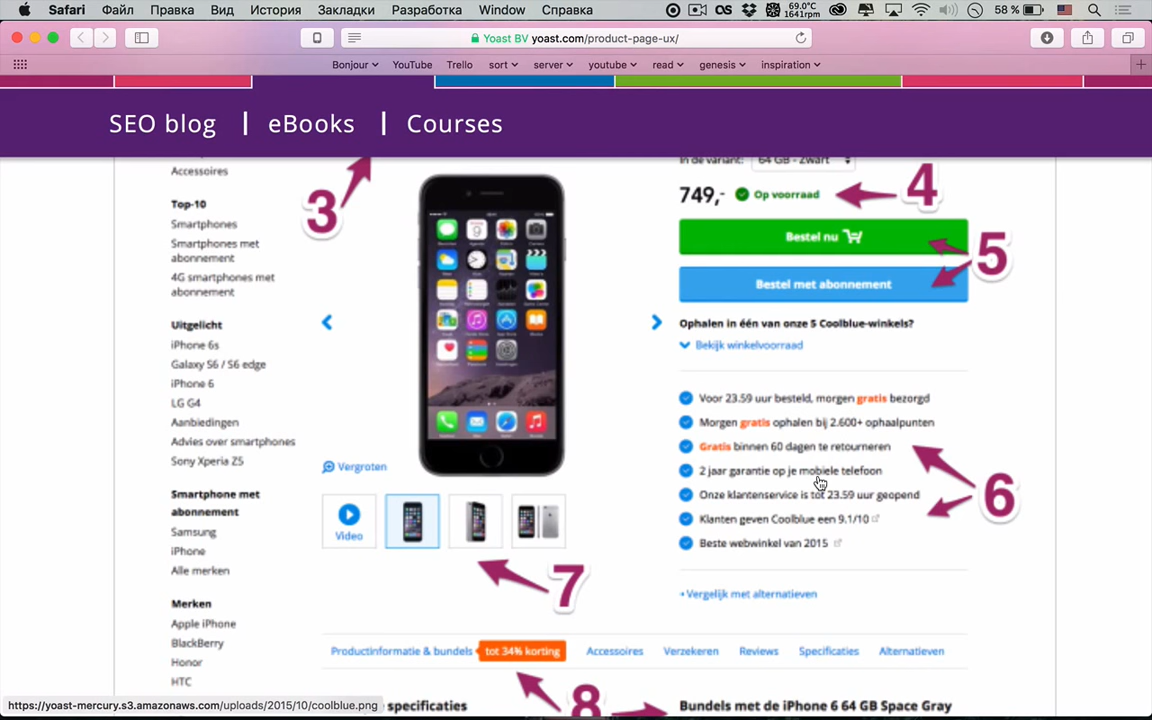 Safari Файл Правка Вид История Закладки Разработка Window Справка
69.0°C
1641rpm
58 %
Yoast BV yoast.com/product-page-ux/
Bonjour YouTube Trello sort server youtube read genesis inspiration
SEO blog | eBooks | Courses
Accessoires
Top-10
Smartphones
Smartphones met
abonnement
4G smartphones met
abonnement
Uitgelicht
iPhone 6s
Galaxy S6 / S6 edge
iPhone 6
LG G4
Aanbiedingen
Advies over smartphones
Sony Xperia Z5
Smartphone met
abonnement
Samsung
iPhone
Alle merken
Merken
Apple iPhone
BlackBerry
Honor
HTC
3
Vergroten
Video
7
In de variant: 64 GB - Zwart
749,- Op voorraad
4
Bestel nu
5
Bestel met abonnement
Ophalen in één van onze 5 Coolblue-winkels?
Bekijk winkelvoorraad
Voor 23.59 uur besteld, morgen gratis bezorgd
Morgen gratis ophalen bij 2.600+ ophaalpunten
Gratis binnen 60 dagen te retourneren
2 jaar garantie op je mobiele telefoon
Onze klantenservice is tot 23.59 uur geopend
Klanten geven Coolblue een 9.1/10
Beste webwinkel van 2015
6
Vergelijk met alternatieven
Productinformatie & bundels tot 34% korting Accessoires Verzekeren Reviews Specificaties Alternatieven
8
e specificaties
Bundels met de iPhone 6 64 GB Space Gray
https://yoast-mercury.s3.amazonaws.com/uploads/2015/10/coolblue.png